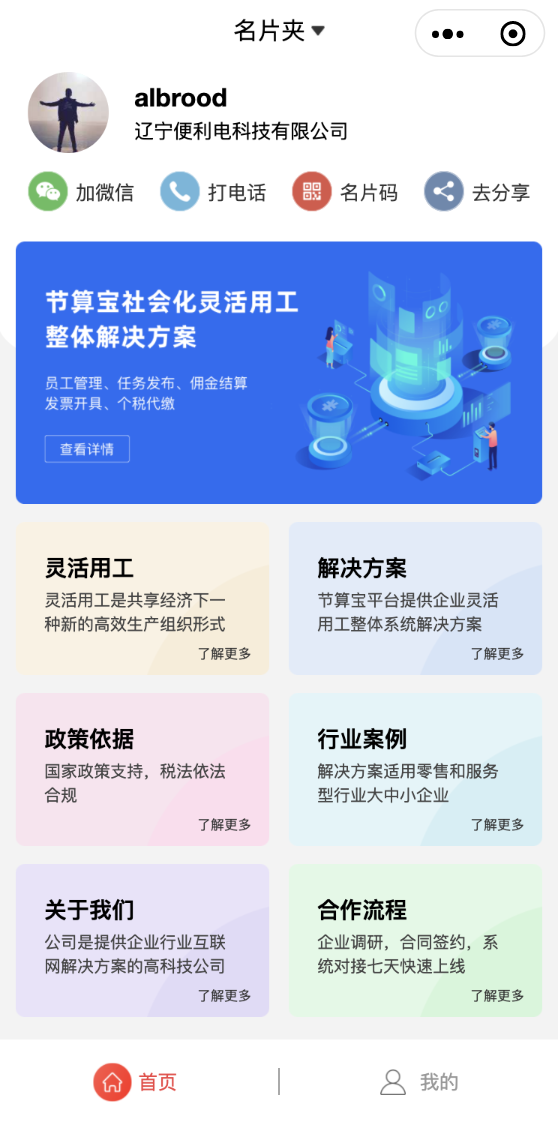 名片夹
albrood
辽宁便利电科技有限公司
加微信 打电话 名片码 去分享
节算宝社会化灵活用工
整体解决方案
员工管理、任务发布、佣金结算
发票开具、个税代缴
查看详情
灵活用工
灵活用工是共享经济下一
种新的高效生产组织形式
了解更多
解决方案
节算宝平台提供企业灵活
用工整体系统解决方案
了解更多
政策依据
国家政策支持，税法依法
合规
了解更多
行业案例
解决方案适用零售和服务
型行业大中小企业
了解更多
关于我们
公司是提供企业行业互联
网解决方案的高科技公司
了解更多
合作流程
企业调研，合同签约，系
统对接七天快速上线
了解更多
首页 我的